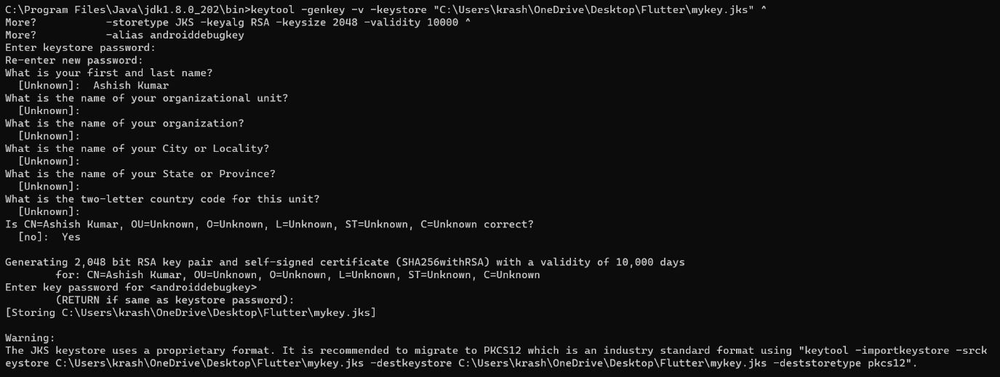 C:\Program Files\Java\jdk1.8.0_202\bin>keytool -genkey -v -keystore "C:\Users\krash\OneDrive\Desktop\Flutter\mykey.jks" ^
More?           -storetype JKS -keyalg RSA -keysize 2048 -validity 10000 ^
More?           -alias androiddebugkey
Enter keystore password:
Re-enter new password:
What is your first and last name?
  [Unknown]:  Ashish Kumar
What is the name of your organizational unit?
  [Unknown]:
What is the name of your organization?
  [Unknown]:
What is the name of your City or Locality?
  [Unknown]:
What is the name of your State or Province?
  [Unknown]:
What is the two-letter country code for this unit?
  [Unknown]:
Is CN=Ashish Kumar, OU=Unknown, O=Unknown, L=Unknown, ST=Unknown, C=Unknown correct?
  [no]:  Yes

Generating 2,048 bit RSA key pair and self-signed certificate (SHA256withRSA) with a validity of 10,000 days
        for: CN=Ashish Kumar, OU=Unknown, O=Unknown, L=Unknown, ST=Unknown, C=Unknown
Enter key password for <androiddebugkey>
        (RETURN if same as keystore password):
[Storing C:\Users\krash\OneDrive\Desktop\Flutter\mykey.jks]

Warning:
The JKS keystore uses a proprietary format. It is recommended to migrate to PKCS12 which is an industry standard format using "keytool -importkeystore -srck
eystore C:\Users\krash\OneDrive\Desktop\Flutter\mykey.jks -destkeystore C:\Users\krash\OneDrive\Desktop\Flutter\mykey.jks -deststoretype pkcs12".